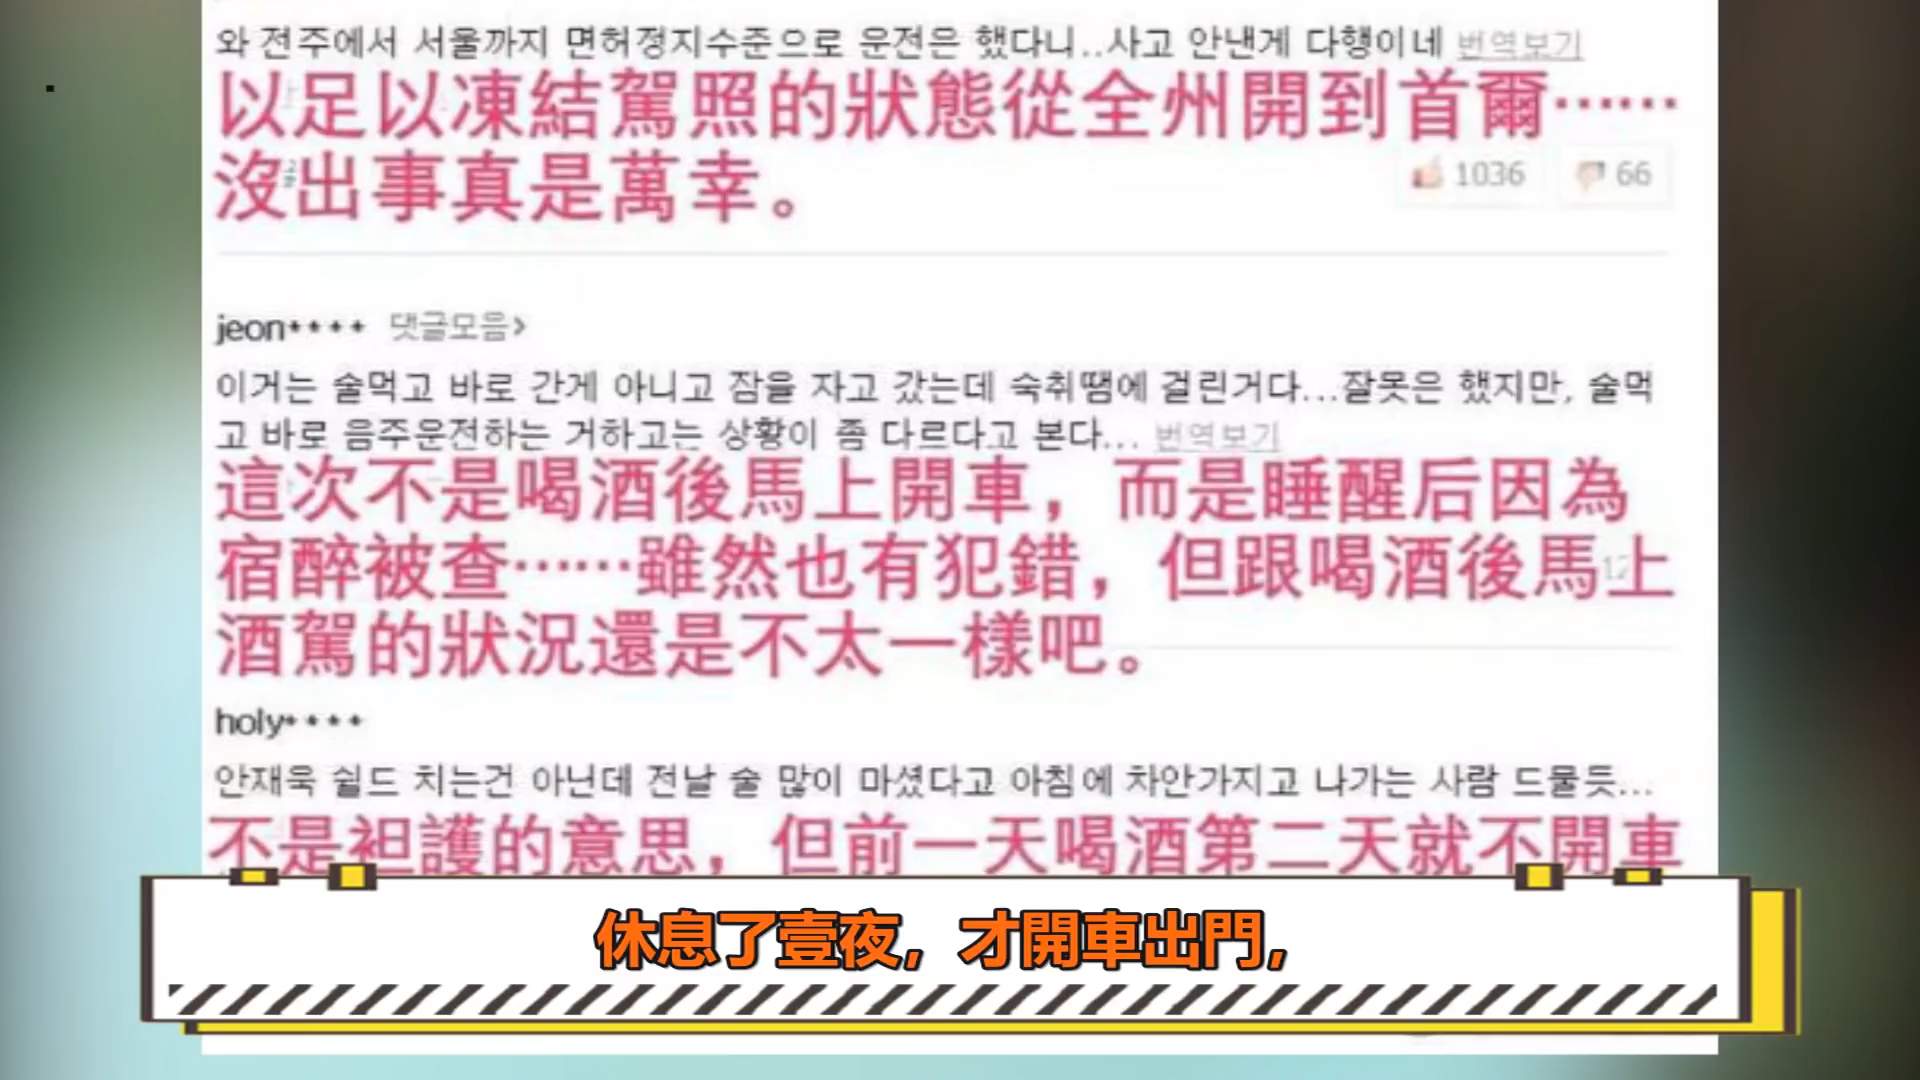 와 전주에서 서울까지 면허정지수준으로 운전은 했다니..사고 안낸게 다행이네 번역보기
以足以凍結駕照的狀態從全州開到首爾……
沒出事真是萬幸。
1036 66
jeon**** 댓글모음>
이거는 술먹고 바로 간게 아니고 잠을 자고 갔는데 숙취땜에 걸린거다...잘못은 했지만, 술먹
고 바로 음주운전하는 거하고는 상황이 좀 다르다고 본다... 번역보기
這次不是喝酒後馬上開車，而是睡醒后因為
宿醉被查……雖然也有犯錯，但跟喝酒後馬上
酒駕的狀況還是不太一樣吧。
holy****
안재욱 쉴드 치는건 아닌데 전날 술 많이 마셨다고 아침에 차안가지고 나가는 사람 드물듯...
不是袒護的意思，但前一天喝酒第二天就不開車
休息了壹夜，才開車出門，